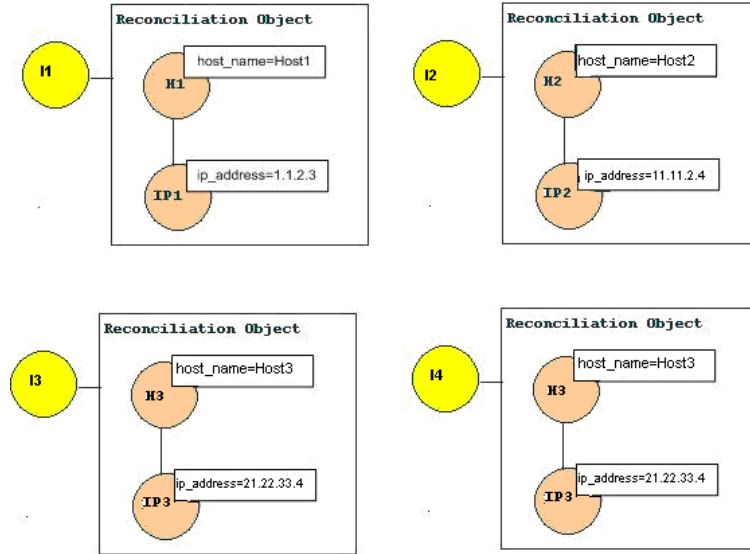 Reconciliation Object
I1
host_name=Host1
H1
ip_address=1.1.2.3
IP1
Reconciliation Object
I2
host_name=Host2
H2
ip_address=11.11.2.4
IP2
Reconciliation Object
I3
host_name=Host3
H3
ip_address=21.22.33.4
IP3
Reconciliation Object
I4
host_name=Host3
H3
ip_address=21.22.33.4
IP3